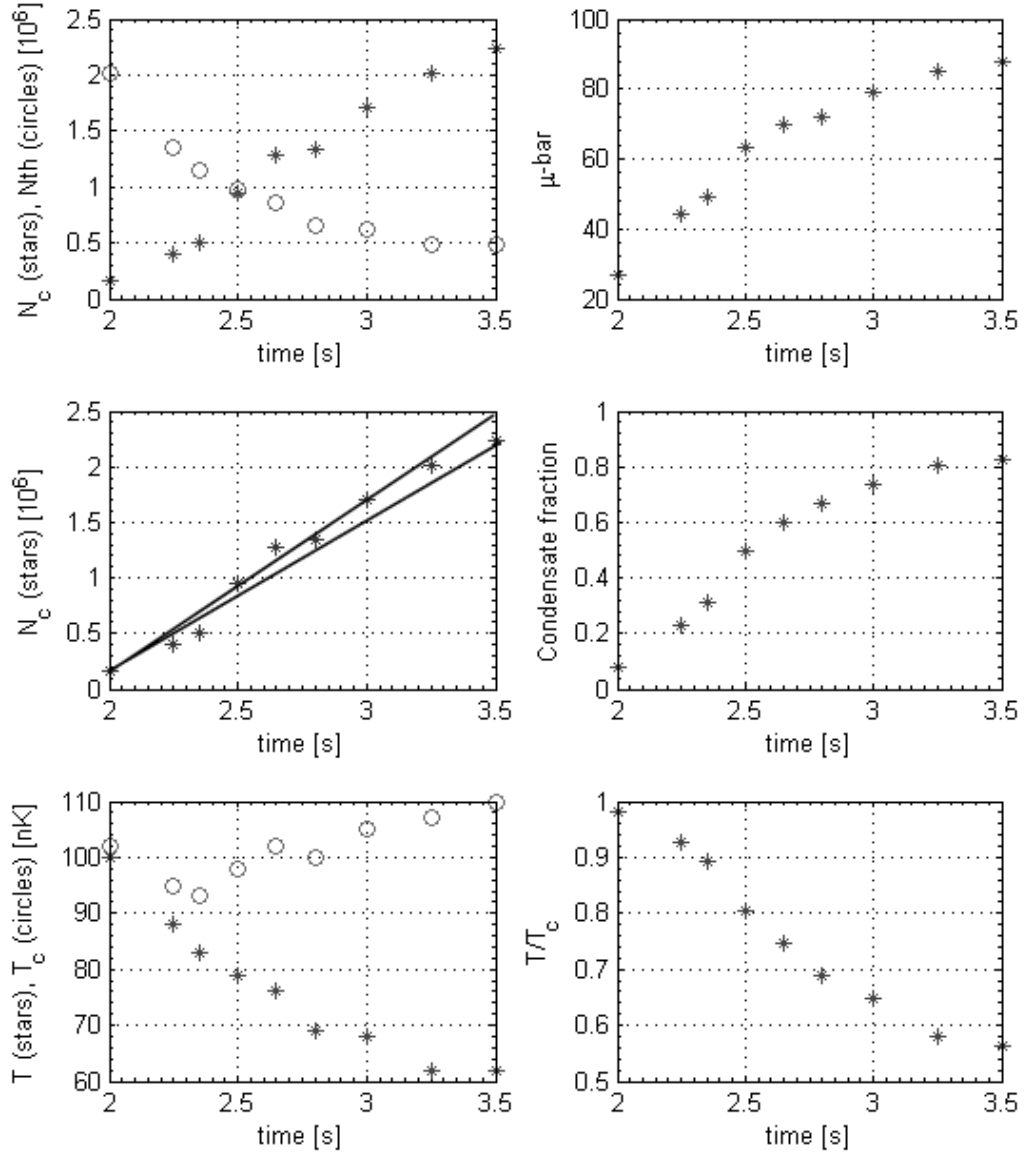 N_c (stars), Nth (circles) [10^6]
2.5
2
1.5
1
0.5
0
2 2.5 3 3.5
time [s]
μ-bar
100
80
60
40
20
2 2.5 3 3.5
time [s]
N_c (stars) [10^6]
2.5
2
1.5
1
0.5
0
2 2.5 3 3.5
time [s]
Condensate fraction
1
0.8
0.6
0.4
0.2
0
2 2.5 3 3.5
time [s]
T (stars), T_c (circles) [nK]
110
100
90
80
70
60
2 2.5 3 3.5
time [s]
T/T_c
1
0.9
0.8
0.7
0.6
0.5
2 2.5 3 3.5
time [s]